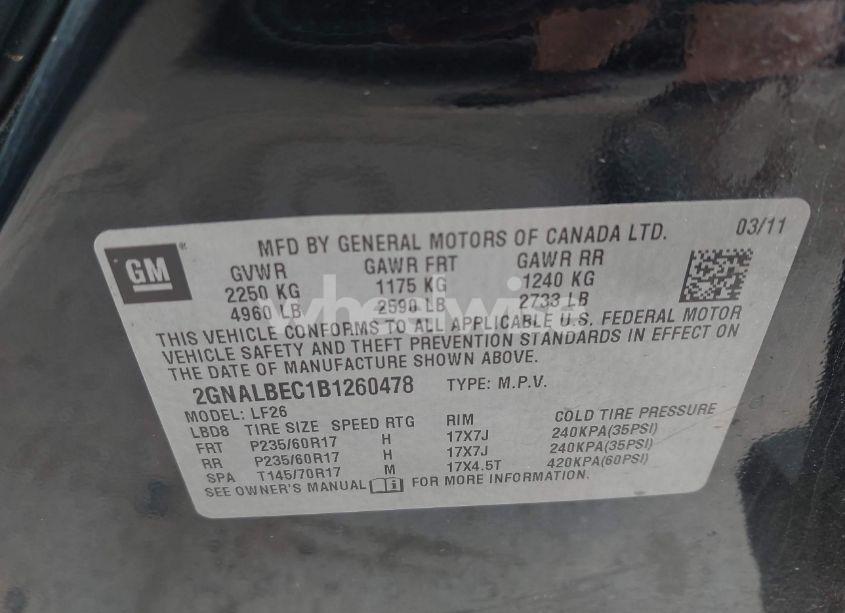 GM ®
MFD BY GENERAL MOTORS OF CANADA LTD. 03/11
GVWR GAWR FRT GAWR RR
2250 KG 1175 KG 1240 KG
4960 LB 2590 LB 2733 LB
THIS VEHICLE CONFORMS TO ALL APPLICABLE U.S. FEDERAL MOTOR
VEHICLE SAFETY AND THEFT PREVENTION STANDARDS IN EFFECT ON
THE DATE OF MANUFACTURE SHOWN ABOVE.
2GNALBEC1B1260478 TYPE: M.P.V.
MODEL: LF26
LBD8 TIRE SIZE SPEED RTG RIM COLD TIRE PRESSURE
FRT P235/60R17 H 17X7J 240KPA(35PSI)
RR P235/60R17 H 17X7J 240KPA(35PSI)
SPA T145/70R17 M 17X4.5T 420KPA(60PSI)
SEE OWNER'S MANUAL FOR MORE INFORMATION.